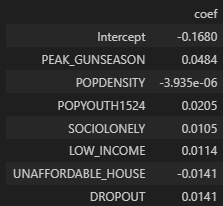 coef
Intercept -0.1680
PEAK_GUNSEASON 0.0484
POPDENSITY -3.935e-06
POPYOUTH1524 0.0205
SOCIOLONELY 0.0105
LOW_INCOME 0.0114
UNAFFORDABLE_HOUSE -0.0141
DROPOUT 0.0141